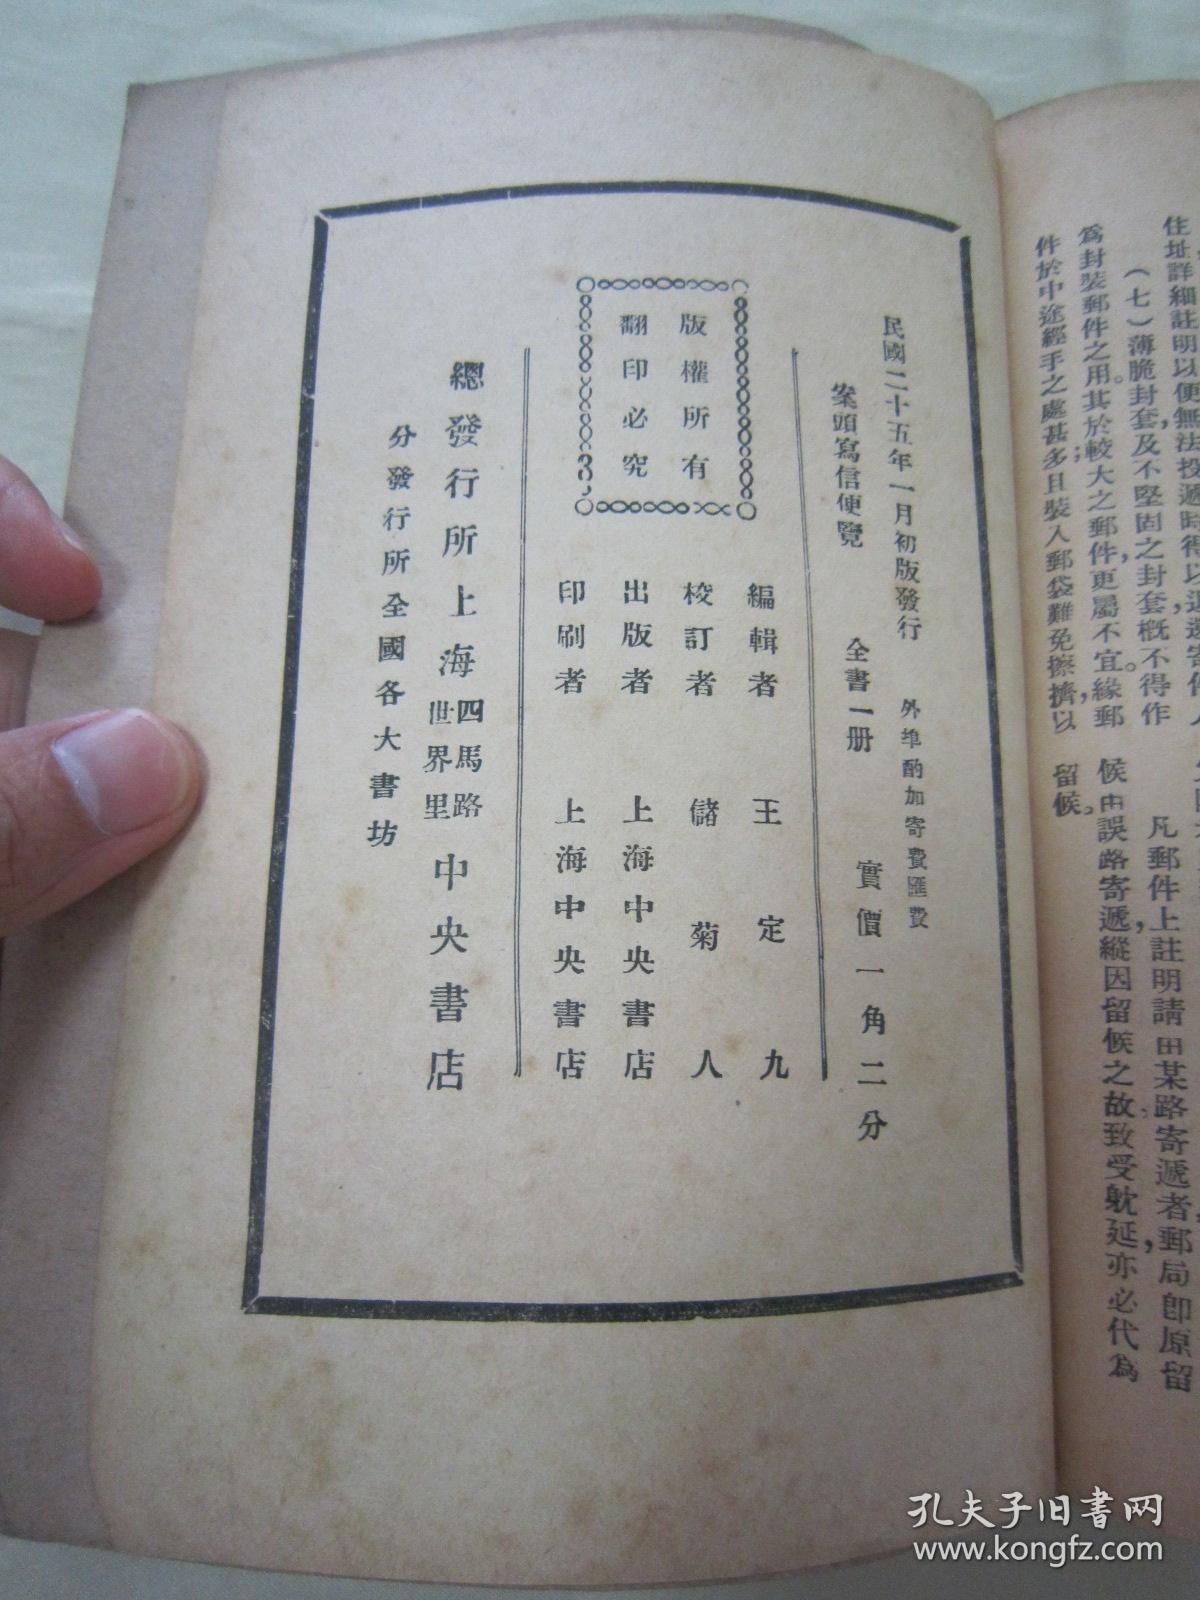 住址詳細註明以便無法投遞時得以退還寄件人
（七）薄脆封套，及不堅固之封套，概不得作
爲封裝郵件之用。其於較大之郵件，更屬不宜。緣郵
件於中途經手之處甚多；且裝入郵袋，難免擦擠，以
凡郵件上註明請由某路寄遞者，郵局即原留
候由誤路寄遞，縱因留候之故，致受躭延，亦必代為
留候。
民國二十五年一月初版發行
外埠酌加寄費匯費
案頭寫信便覽
全書一册
實價一角二分
版權所有
翻印必究
編輯者 王定九
校訂者 儲菊人
出版者 上海中央書店
印刷者 上海中央書店
總發行所 上海四馬路世界里 中央書店
分發行所全國各大書坊
孔夫子旧书网
www.kongfz.com